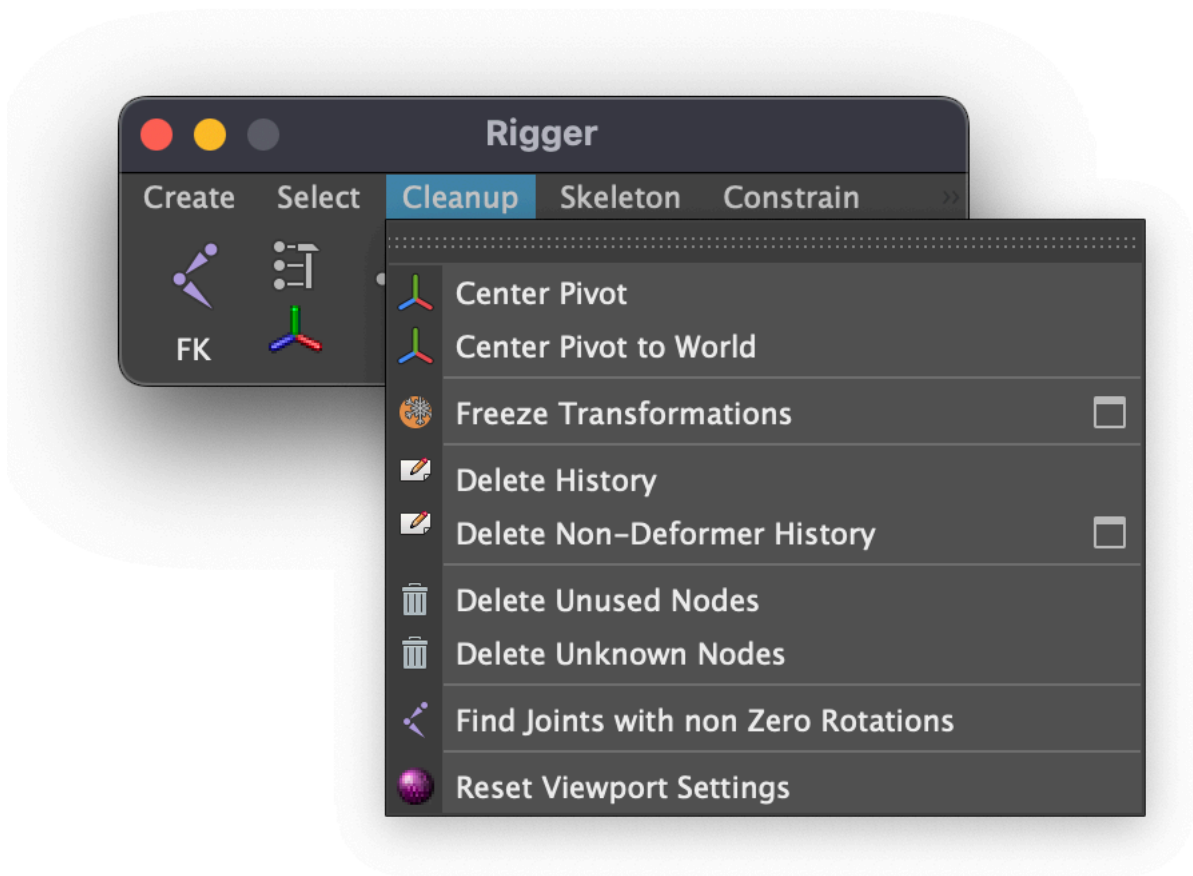 Rigger
Create Select Cleanup Skeleton Constrain »
FK
Center Pivot
Center Pivot to World
Freeze Transformations
Delete History
Delete Non-Deformer History
Delete Unused Nodes
Delete Unknown Nodes
Find Joints with non Zero Rotations
Reset Viewport Settings